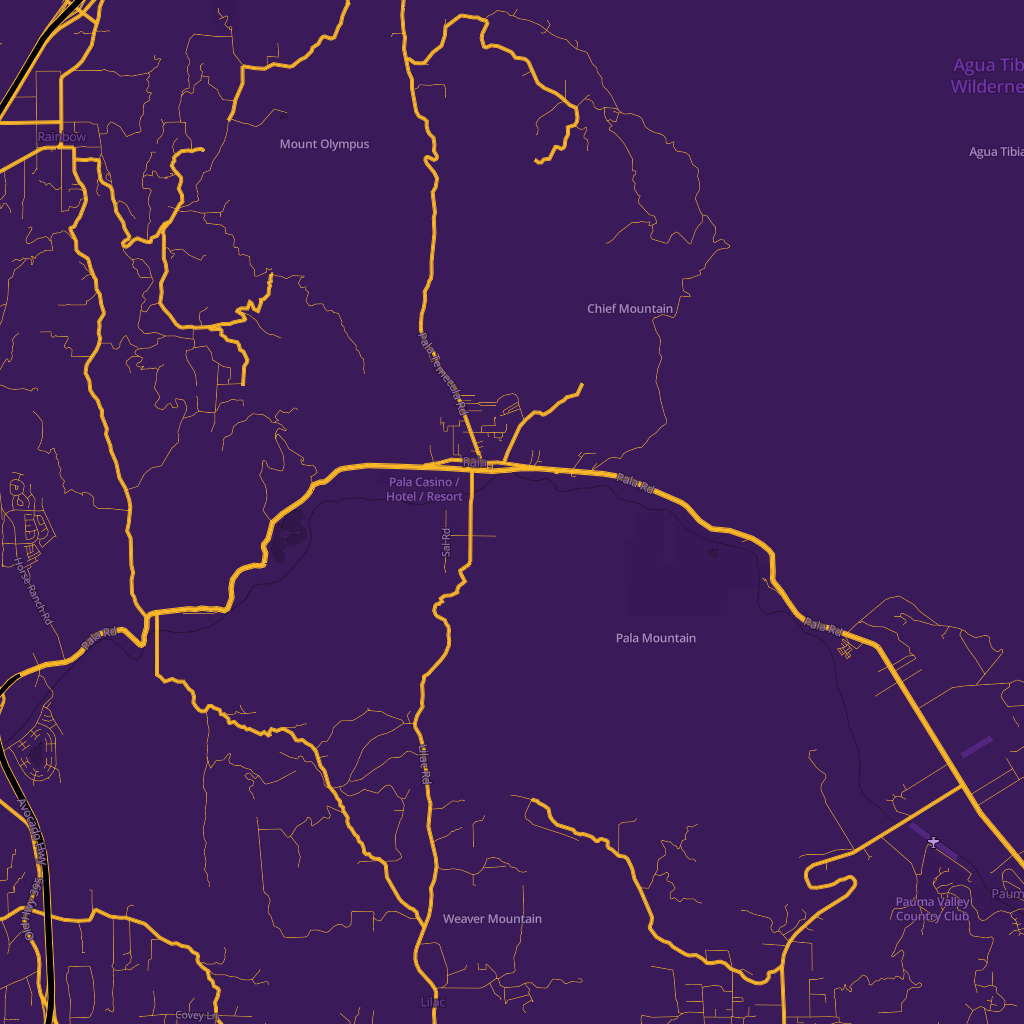 Agua Tib
Wilderne
Rainbow
Mount Olympus
Agua Tibia
Chief Mountain
Pala Temecula Rd
Pala
Pala Casino /
Hotel / Resort
Pala Rd
Sal Rd
Horse Ranch Rd
Pala Rd
Pala Rd
Pala Mountain
Lilac Rd
Avocado Hwy
Old Hwy 395
Weaver Mountain
Pauma Valley
Country Club
Paum
Lilac
Covey Ln